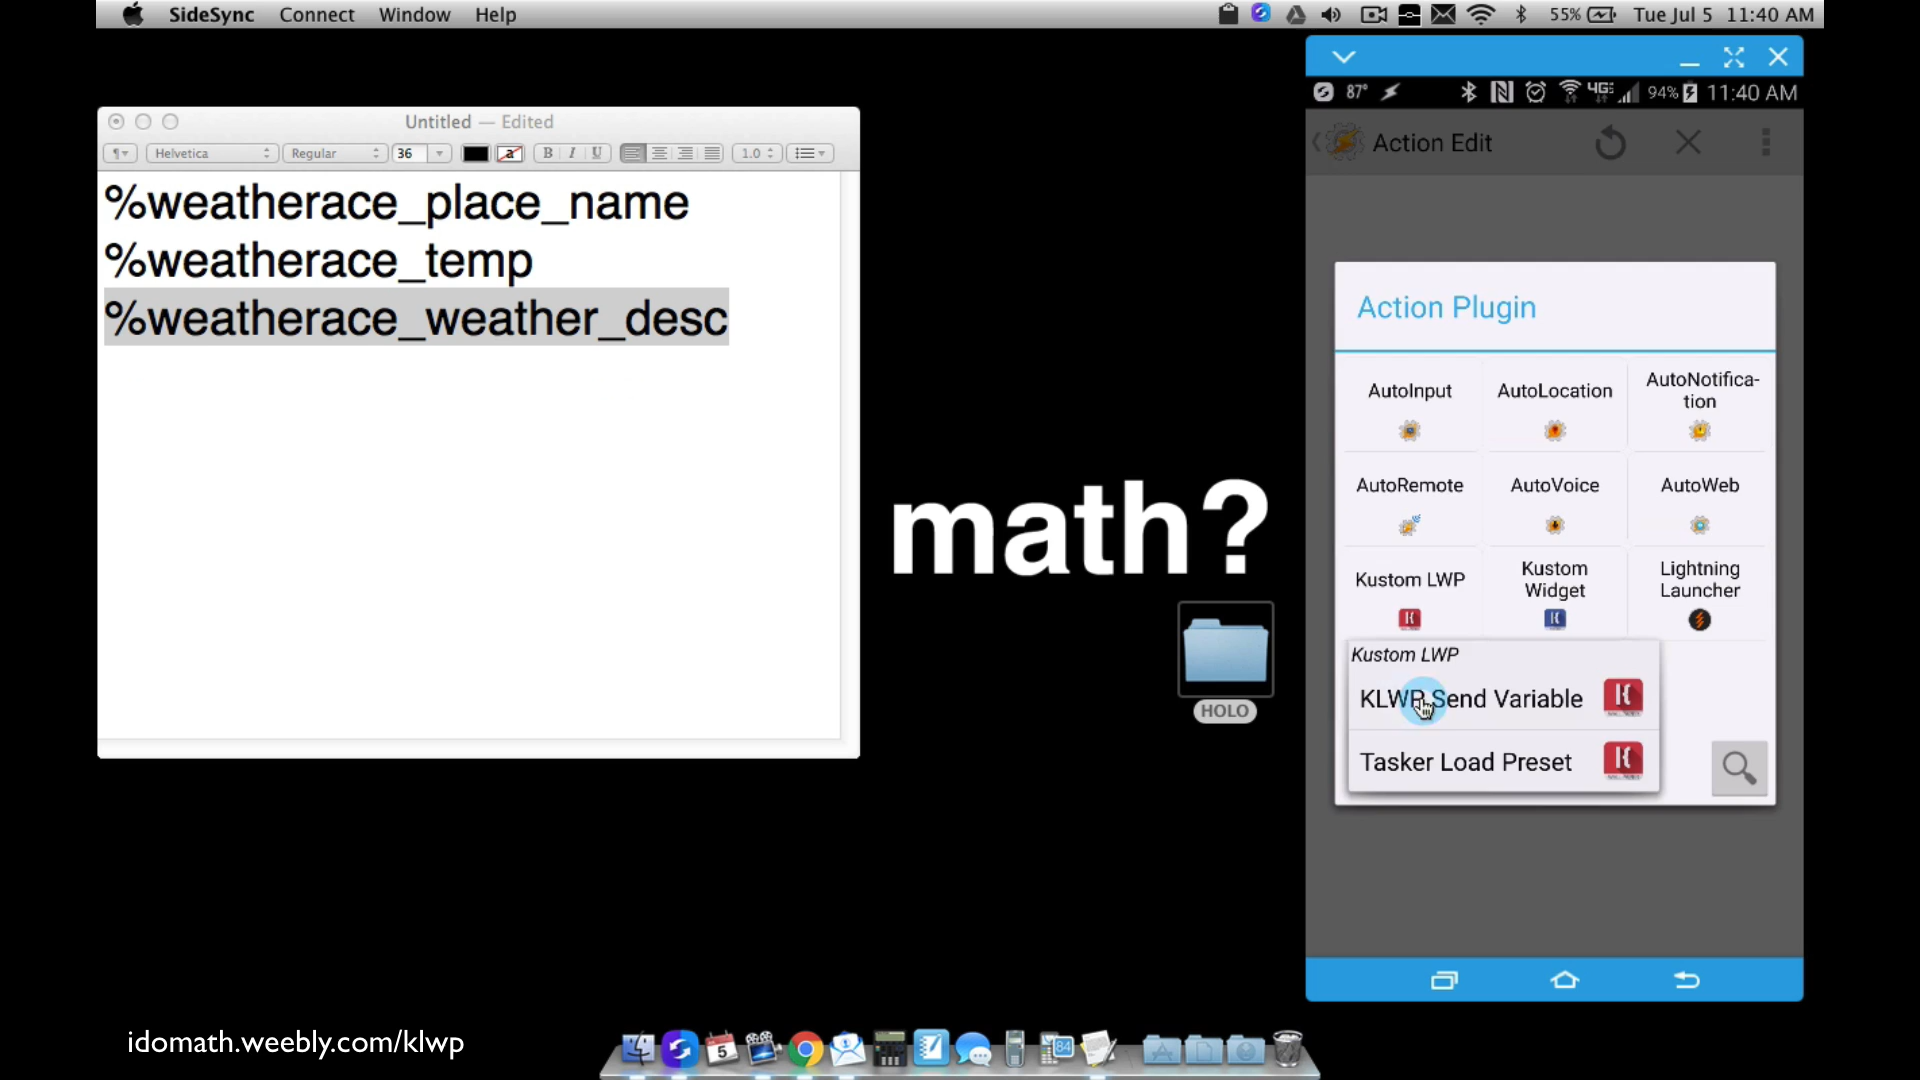 SideSync Connect Window Help
55% Tue Jul 5 11:40 AM
Untitled — Edited
Helvetica Regular 36 a B I U 1.0
%weatherace_place_name
%weatherace_temp
%weatherace_weather_desc
math?
HOLO
87° 4G 94% 11:40 AM
Action Edit
Action Plugin
AutoInput
AutoLocation
AutoNotifica-
tion
AutoRemote
AutoVoice
AutoWeb
Kustom LWP
Kustom
Widget
Lightning
Launcher
Kustom LWP
KLWP Send Variable
Tasker Load Preset
idomath.weebly.com/klwp
5
84